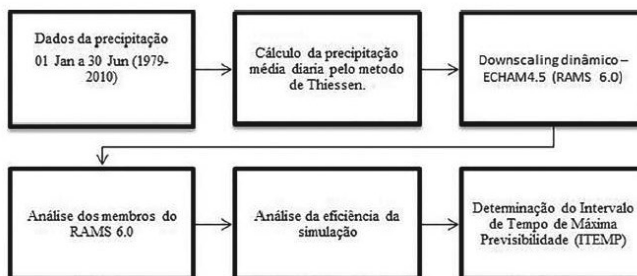 Dados da precipitação
01 Jan a 30 Jun (1979-
2010)
Cálculo da precipitação
média diaria pelo metodo
de Thiessen.
Downscaling dinâmico –
ECHAM4.5 (RAMS 6.0)
Análise dos membros do
RAMS 6.0
Análise da eficiência da
simulação
Determinação do Intervalo
de Tempo de Máxima
Previsibilidade (ITEMP)